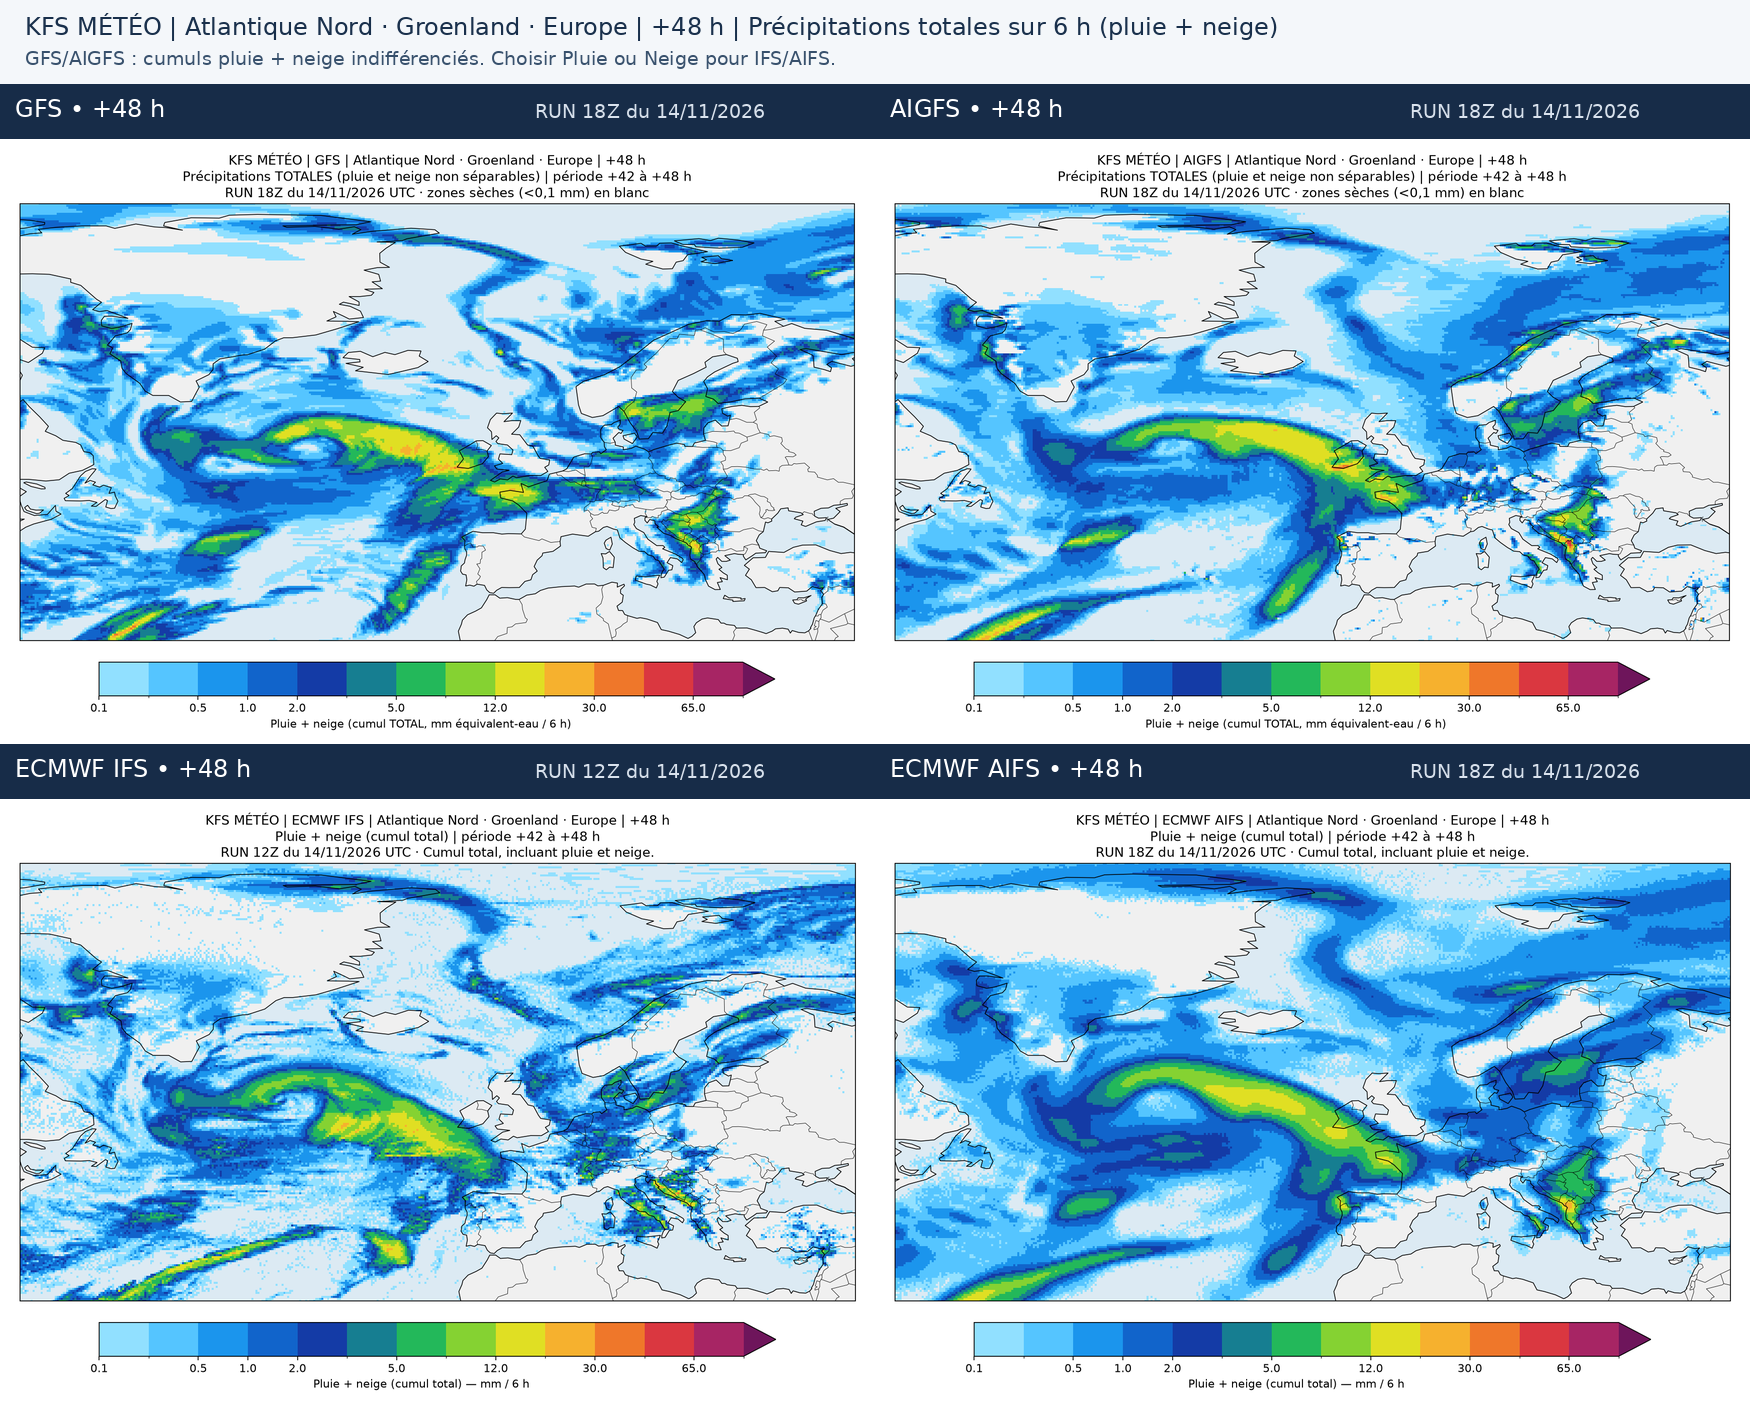 KFS MÉTÉO | Atlantique Nord · Groenland · Europe | +48 h | Précipitations totales sur 6 h (pluie + neige)
GFS/AIGFS : cumuls pluie + neige indifférenciés. Choisir Pluie ou Neige pour IFS/AIFS.
GFS • +48 h
RUN 18Z du 14/11/2026
KFS MÉTÉO | GFS | Atlantique Nord · Groenland · Europe | +48 h
Précipitations TOTALES (pluie et neige non séparables) | période +42 à +48 h
RUN 18Z du 14/11/2026 UTC · zones sèches (<0,1 mm) en blanc
0.1 0.5 1.0 2.0 5.0 12.0 30.0 65.0
Pluie + neige (cumul TOTAL, mm équivalent-eau / 6 h)
AIGFS • +48 h
RUN 18Z du 14/11/2026
KFS MÉTÉO | AIGFS | Atlantique Nord · Groenland · Europe | +48 h
Précipitations TOTALES (pluie et neige non séparables) | période +42 à +48 h
RUN 18Z du 14/11/2026 UTC · zones sèches (<0,1 mm) en blanc
0.1 0.5 1.0 2.0 5.0 12.0 30.0 65.0
Pluie + neige (cumul TOTAL, mm équivalent-eau / 6 h)
ECMWF IFS • +48 h
RUN 12Z du 14/11/2026
KFS MÉTÉO | ECMWF IFS | Atlantique Nord · Groenland · Europe | +48 h
Pluie + neige (cumul total) | période +42 à +48 h
RUN 12Z du 14/11/2026 UTC · Cumul total, incluant pluie et neige.
0.1 0.5 1.0 2.0 5.0 12.0 30.0 65.0
Pluie + neige (cumul total) — mm / 6 h
ECMWF AIFS • +48 h
RUN 18Z du 14/11/2026
KFS MÉTÉO | ECMWF AIFS | Atlantique Nord · Groenland · Europe | +48 h
Pluie + neige (cumul total) | période +42 à +48 h
RUN 18Z du 14/11/2026 UTC · Cumul total, incluant pluie et neige.
0.1 0.5 1.0 2.0 5.0 12.0 30.0 65.0
Pluie + neige (cumul total) — mm / 6 h